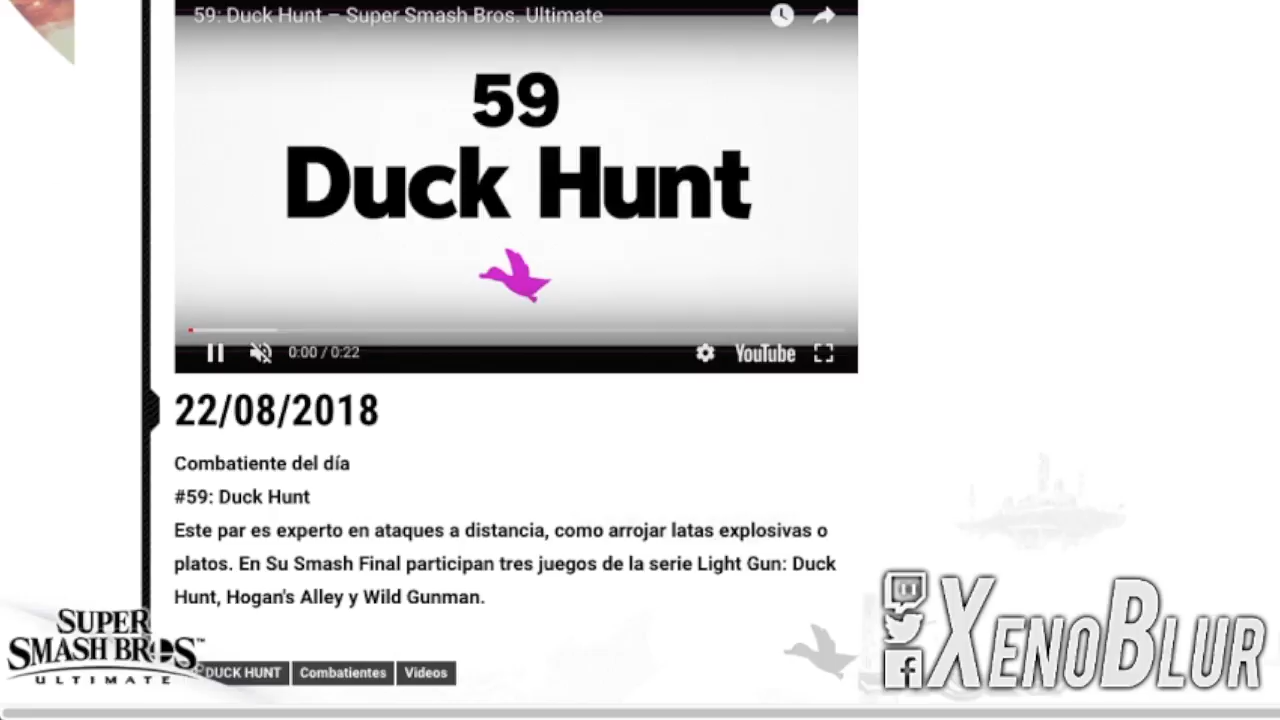 59: Duck Hunt – Super Smash Bros. Ultimate
59
Duck Hunt
0:00 / 0:22
YouTube
22/08/2018
Combatiente del día
#59: Duck Hunt
Este par es experto en ataques a distancia, como arrojar latas explosivas o
platos. En Su Smash Final participan tres juegos de la serie Light Gun: Duck
Hunt, Hogan's Alley y Wild Gunman.
SUPER
SMASH BROS™
ULTIMATE
DUCK HUNT
Combatientes
Videos
XENOBLUR